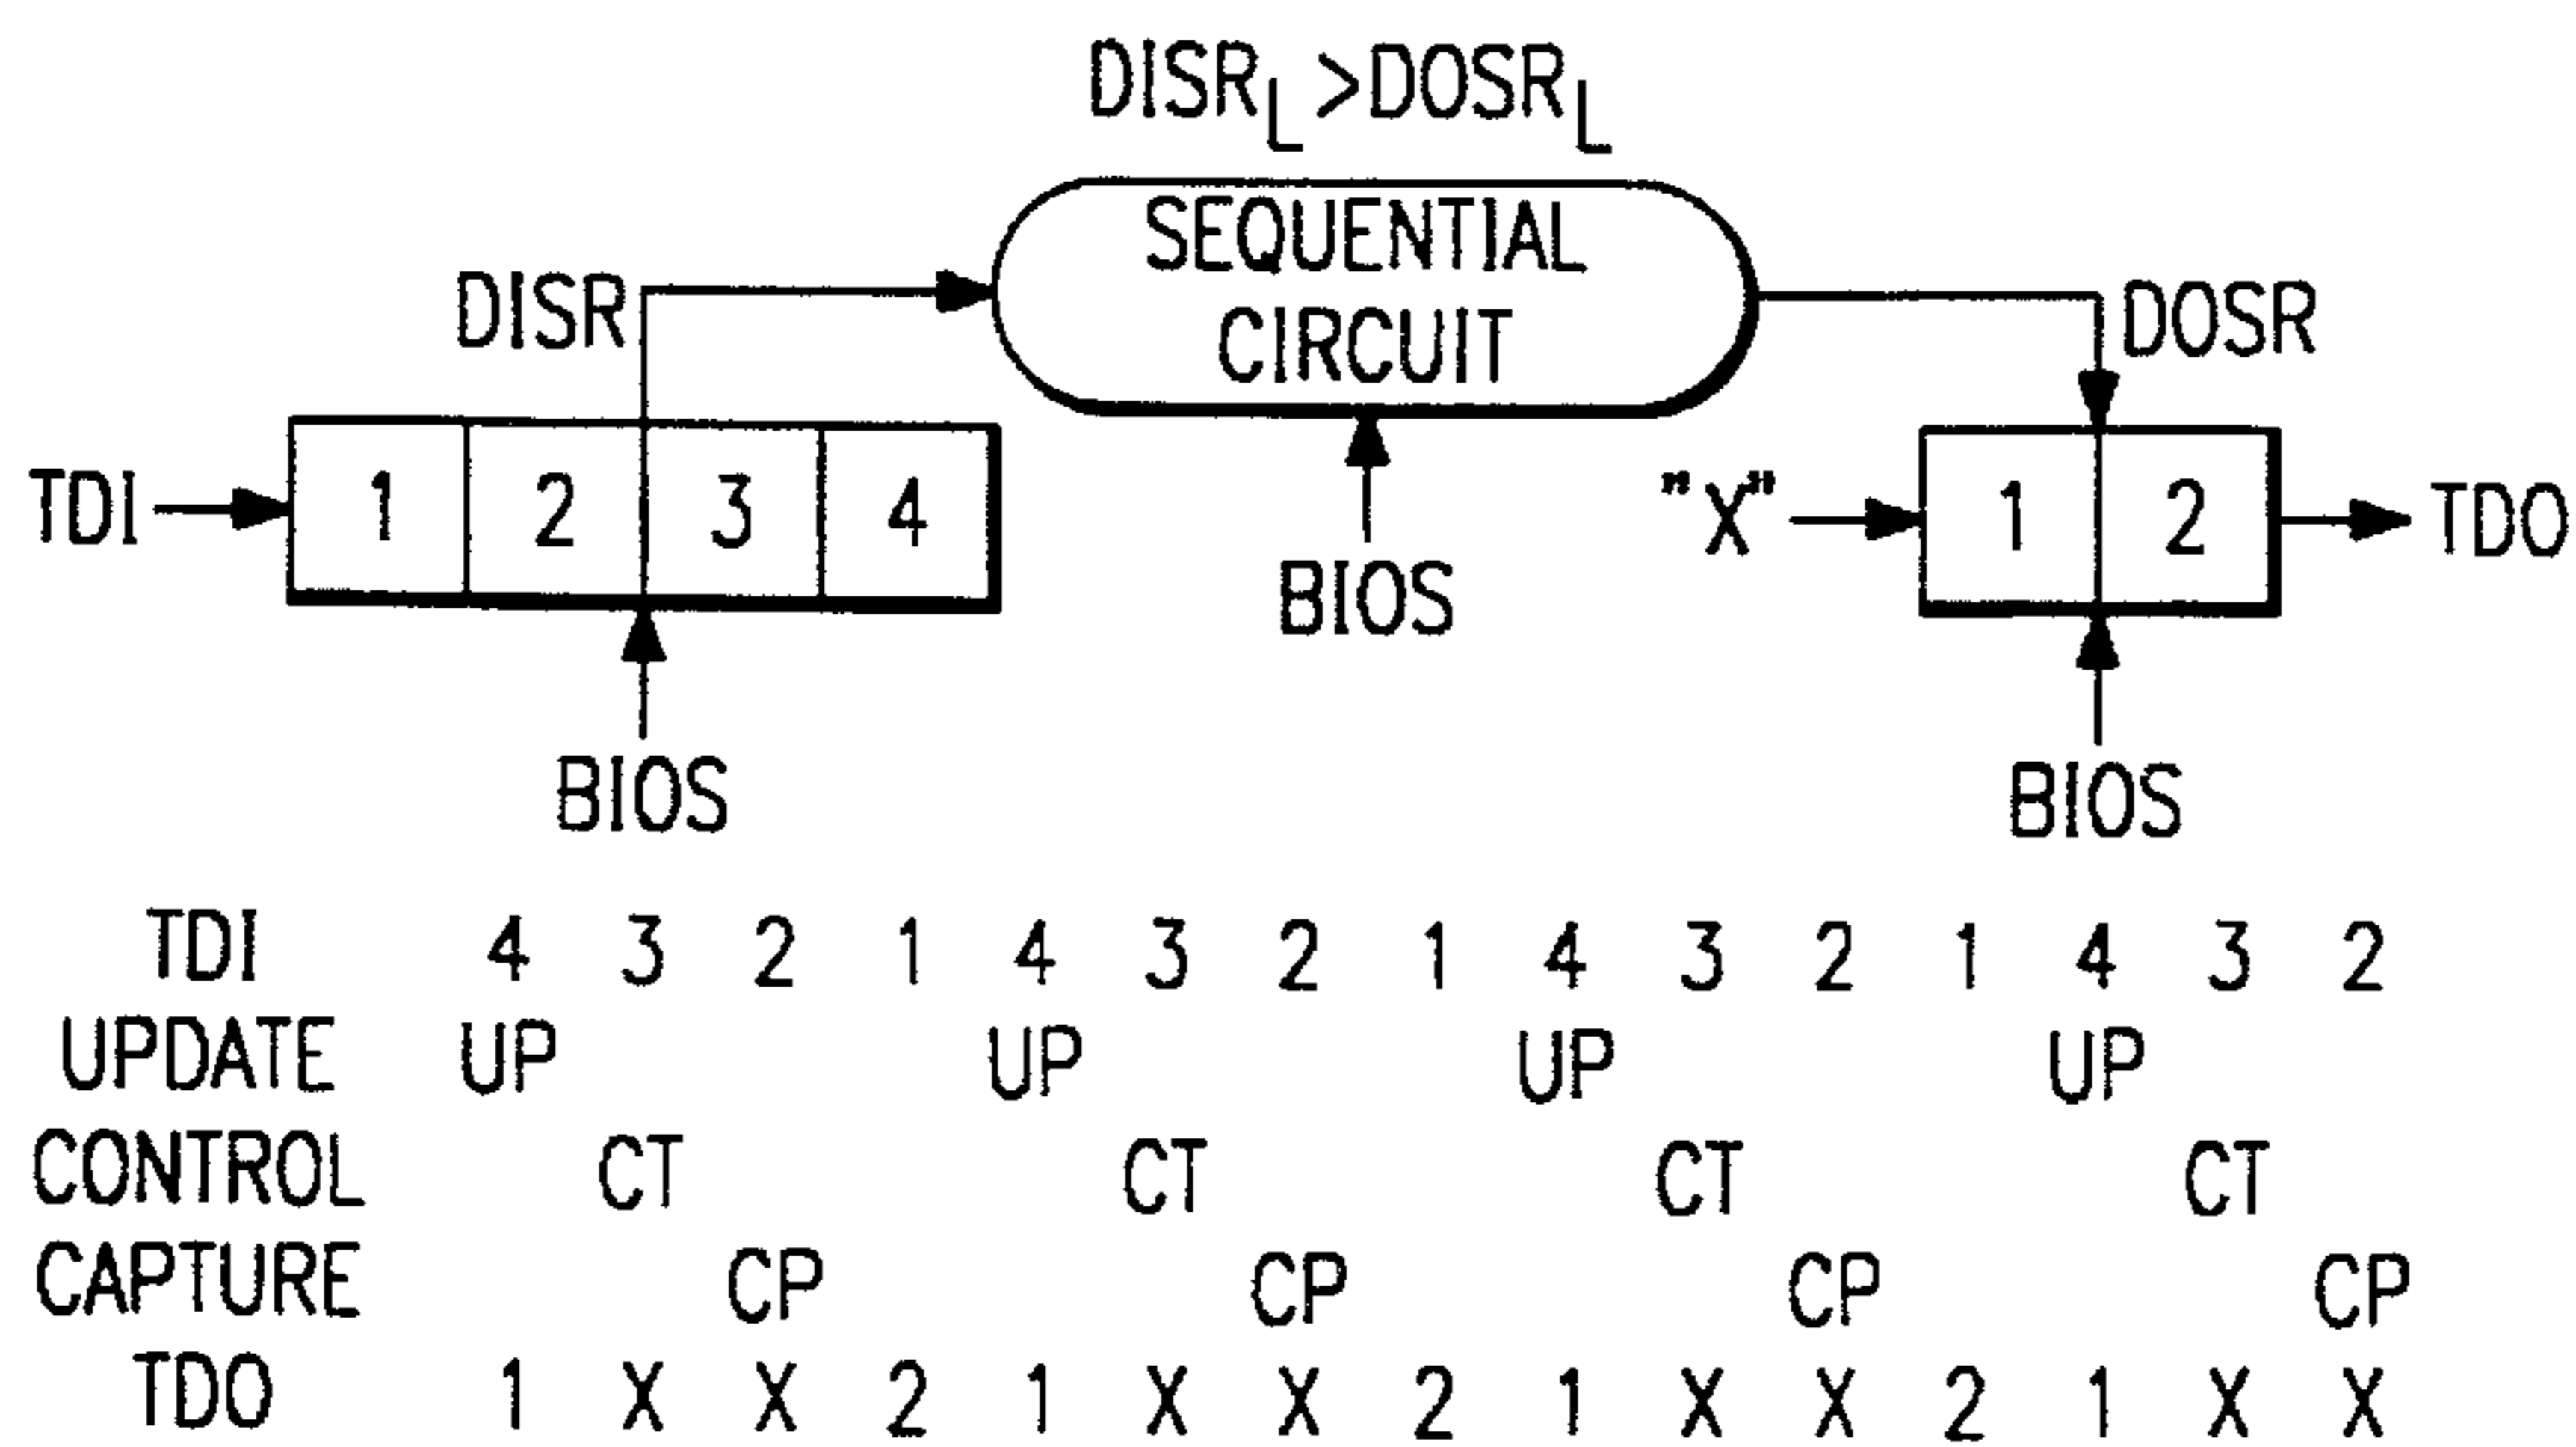 DISR_L > DOSR_L
SEQUENTIAL
CIRCUIT
DISR
DOSR
TDI
1 2 3 4
BIOS
"X"
1 2
TDO
BIOS
BIOS
TDI 4 3 2 1 4 3 2 1 4 3 2 1 4 3 2
UPDATE UP UP UP UP
CONTROL CT CT CT CT
CAPTURE CP CP CP CP
TDO 1 X X 2 1 X X 2 1 X X 2 1 X X